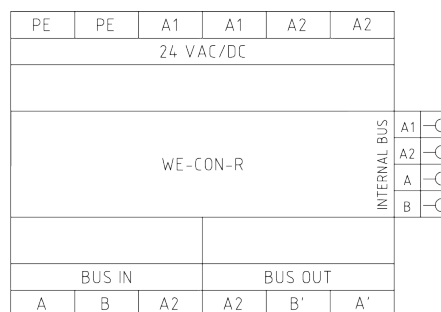 PE PE A1 A1 A2 A2
24 VAC/DC
WE-CON-R
INTERNAL BUS
A1
A2
A
B
BUS IN BUS OUT
A B A2 A2 B' A'